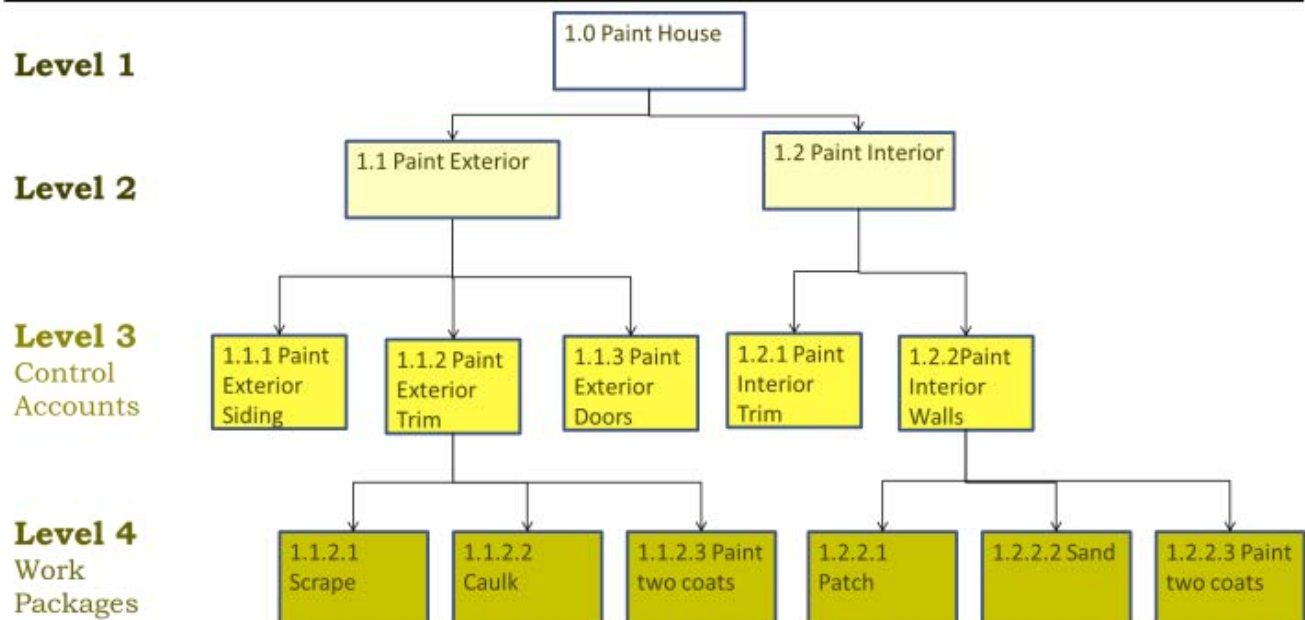 1.0 Paint House
Level 1
1.1 Paint Exterior
1.2 Paint Interior
Level 2
Level 3
Control
Accounts
1.1.1 Paint
Exterior
Siding
1.1.2 Paint
Exterior
Trim
1.1.3 Paint
Exterior
Doors
1.2.1 Paint
Interior
Trim
1.2.2Paint
Interior
Walls
Level 4
Work
Packages
1.1.2.1
Scrape
1.1.2.2
Caulk
1.1.2.3 Paint
two coats
1.2.2.1
Patch
1.2.2.2 Sand
1.2.2.3 Paint
two coats